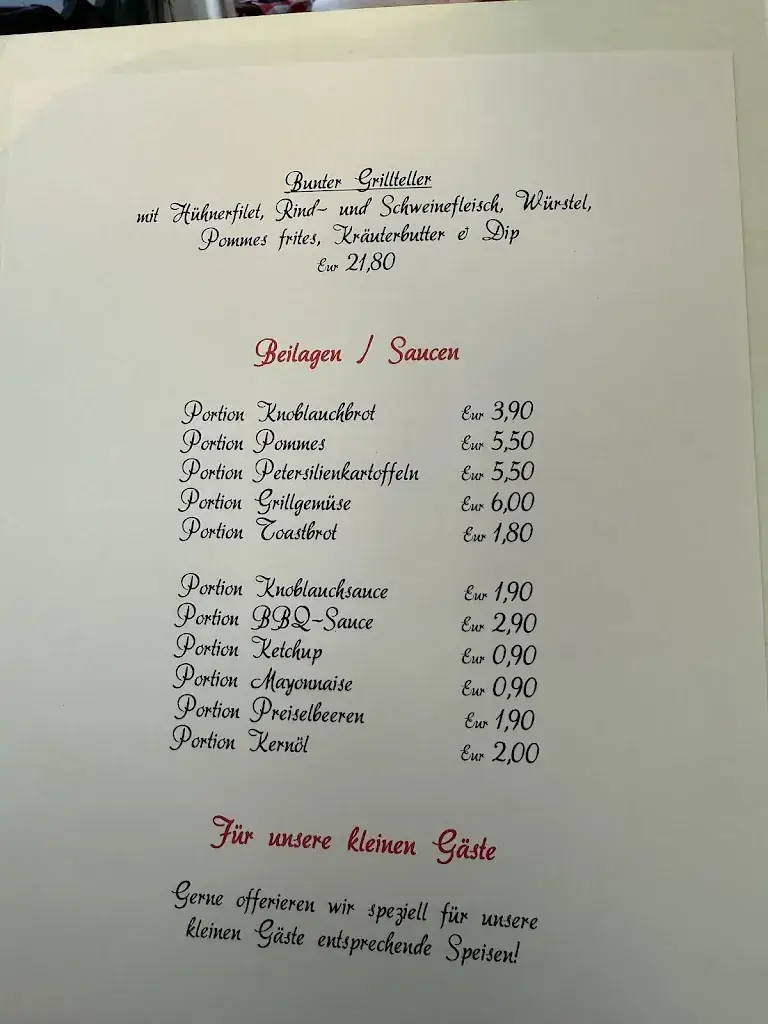 Bunter Grillteller
mit Hühnerfilet, Rind- und Schweinefleisch, Würstel,
Pommes frites, Kräuterbutter & Dip
Eur 21,80
Beilagen / Saucen
Portion Knoblauchbrot Eur 3,90
Portion Pommes Eur 5,50
Portion Petersilienkartoffeln Eur 5,50
Portion Grillgemüse Eur 6,00
Portion Toastbrot Eur 1,80
Portion Knoblauchsauce Eur 1,90
Portion BBQ-Sauce Eur 2,90
Portion Ketchup Eur 0,90
Portion Mayonnaise Eur 0,90
Portion Preiselbeeren Eur 1,90
Portion Kernöl Eur 2,00
Für unsere kleinen Gäste
Gerne offerieren wir speziell für unsere
kleinen Gäste entsprechende Speisen!